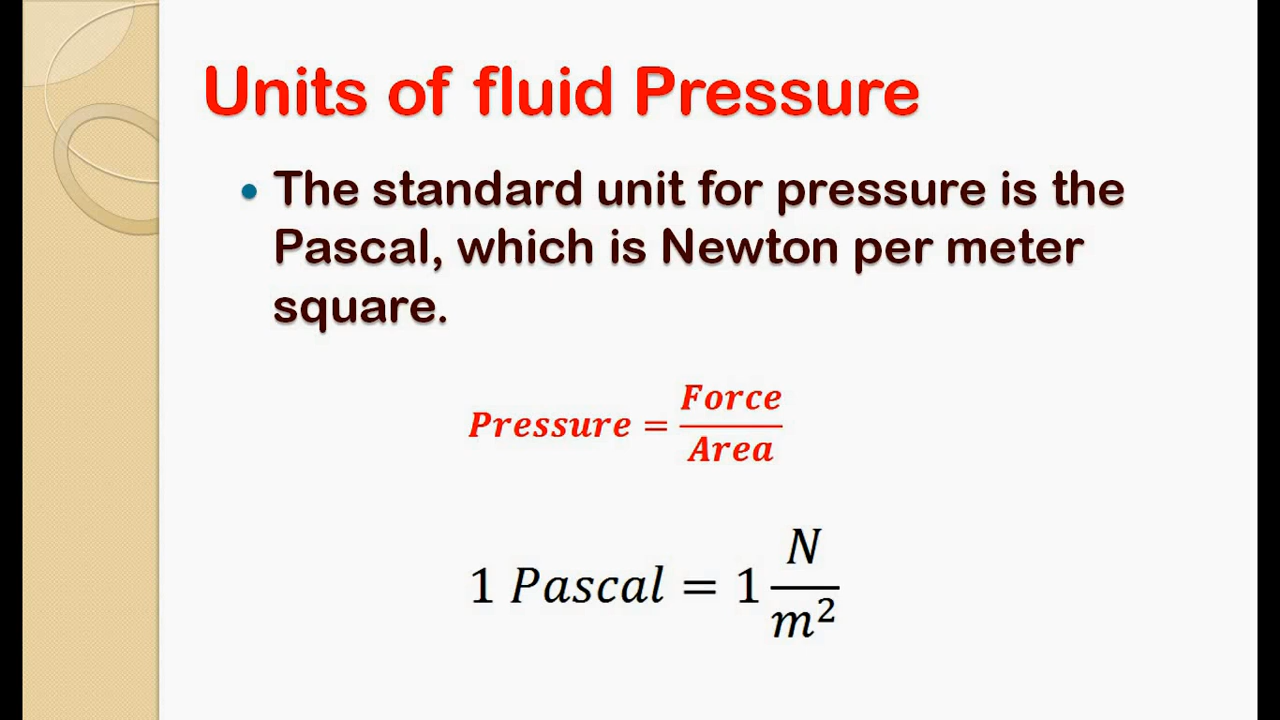 Units of fluid Pressure
• The standard unit for pressure is the
Pascal, which is Newton per meter
square.
Pressure = Force / Area
1 Pascal = 1 N / m²